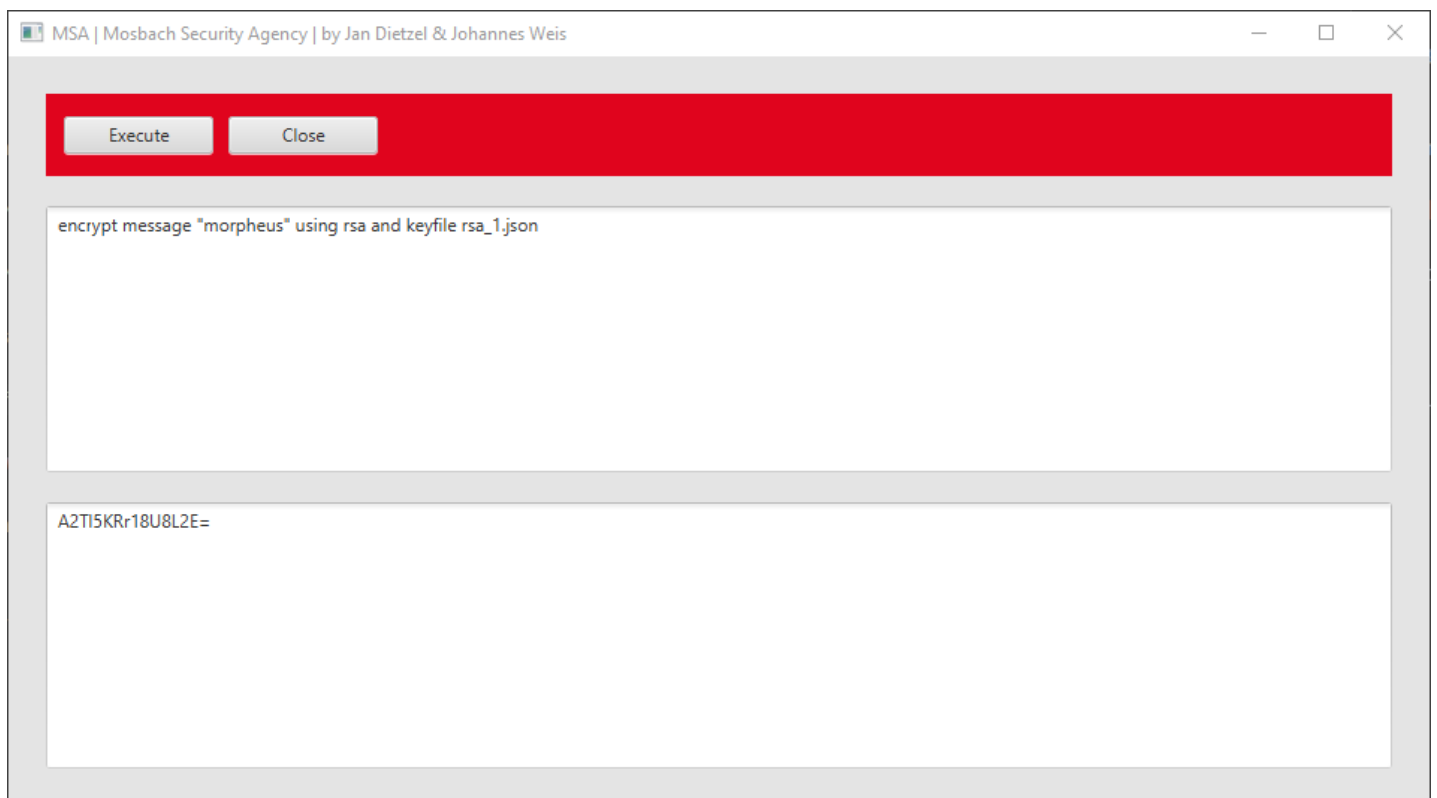 MSA | Mosbach Security Agency | by Jan Dietzel & Johannes Weis
Execute Close
encrypt message "morpheus" using rsa and keyfile rsa_1.json
A2TI5KRr18U8L2E=